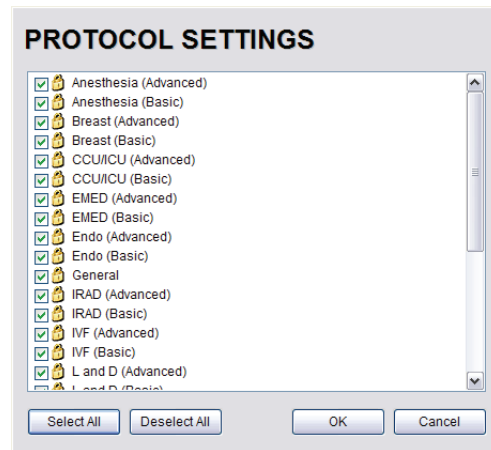 PROTOCOL SETTINGS
Anesthesia (Advanced)
Anesthesia (Basic)
Breast (Advanced)
Breast (Basic)
CCU/ICU (Advanced)
CCU/ICU (Basic)
EMED (Advanced)
EMED (Basic)
Endo (Advanced)
Endo (Basic)
General
IRAD (Advanced)
IRAD (Basic)
IVF (Advanced)
IVF (Basic)
L and D (Advanced)
L and D (Basic)
Select All Deselect All OK Cancel